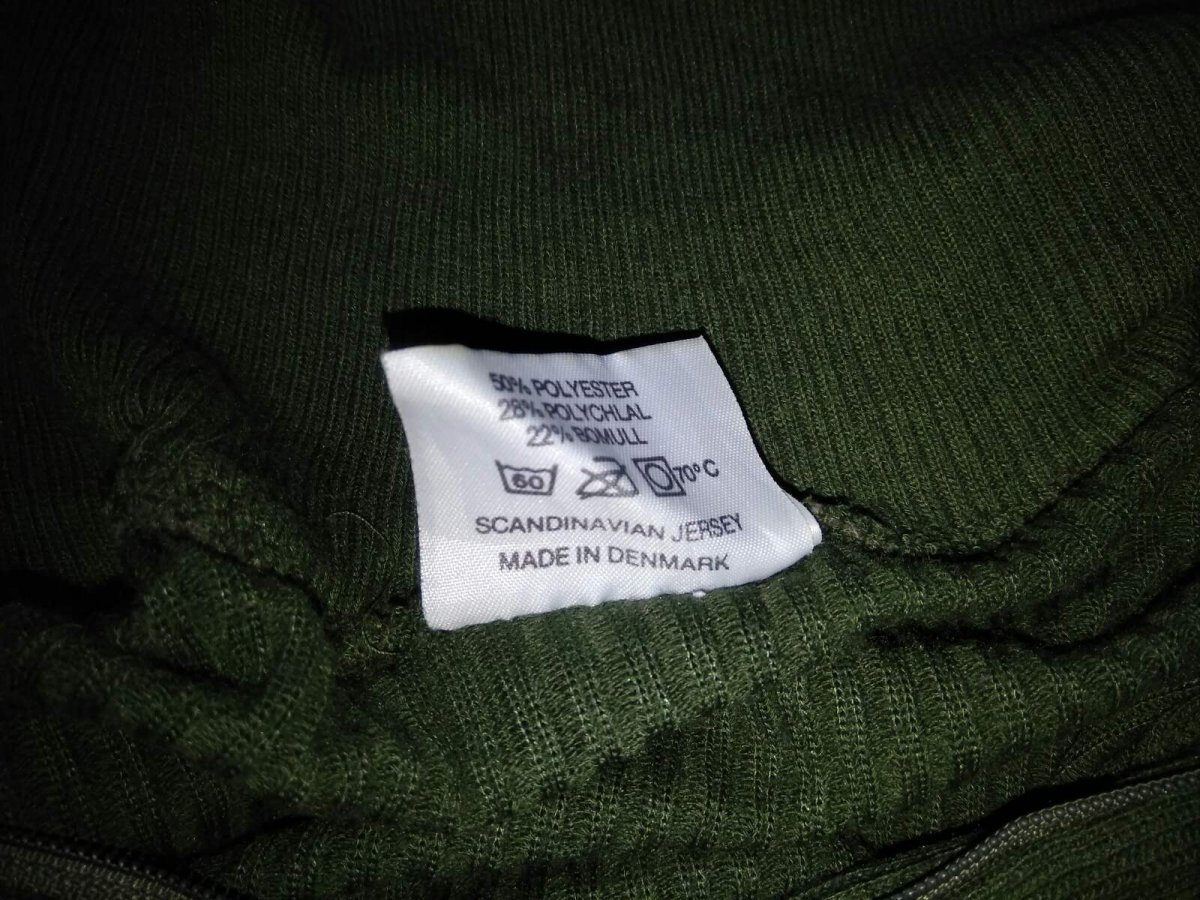 50% POLYESTER
28% POLYCHLAL
22% BOMULL
60 70° C
SCANDINAVIAN JERSEY
MADE IN DENMARK